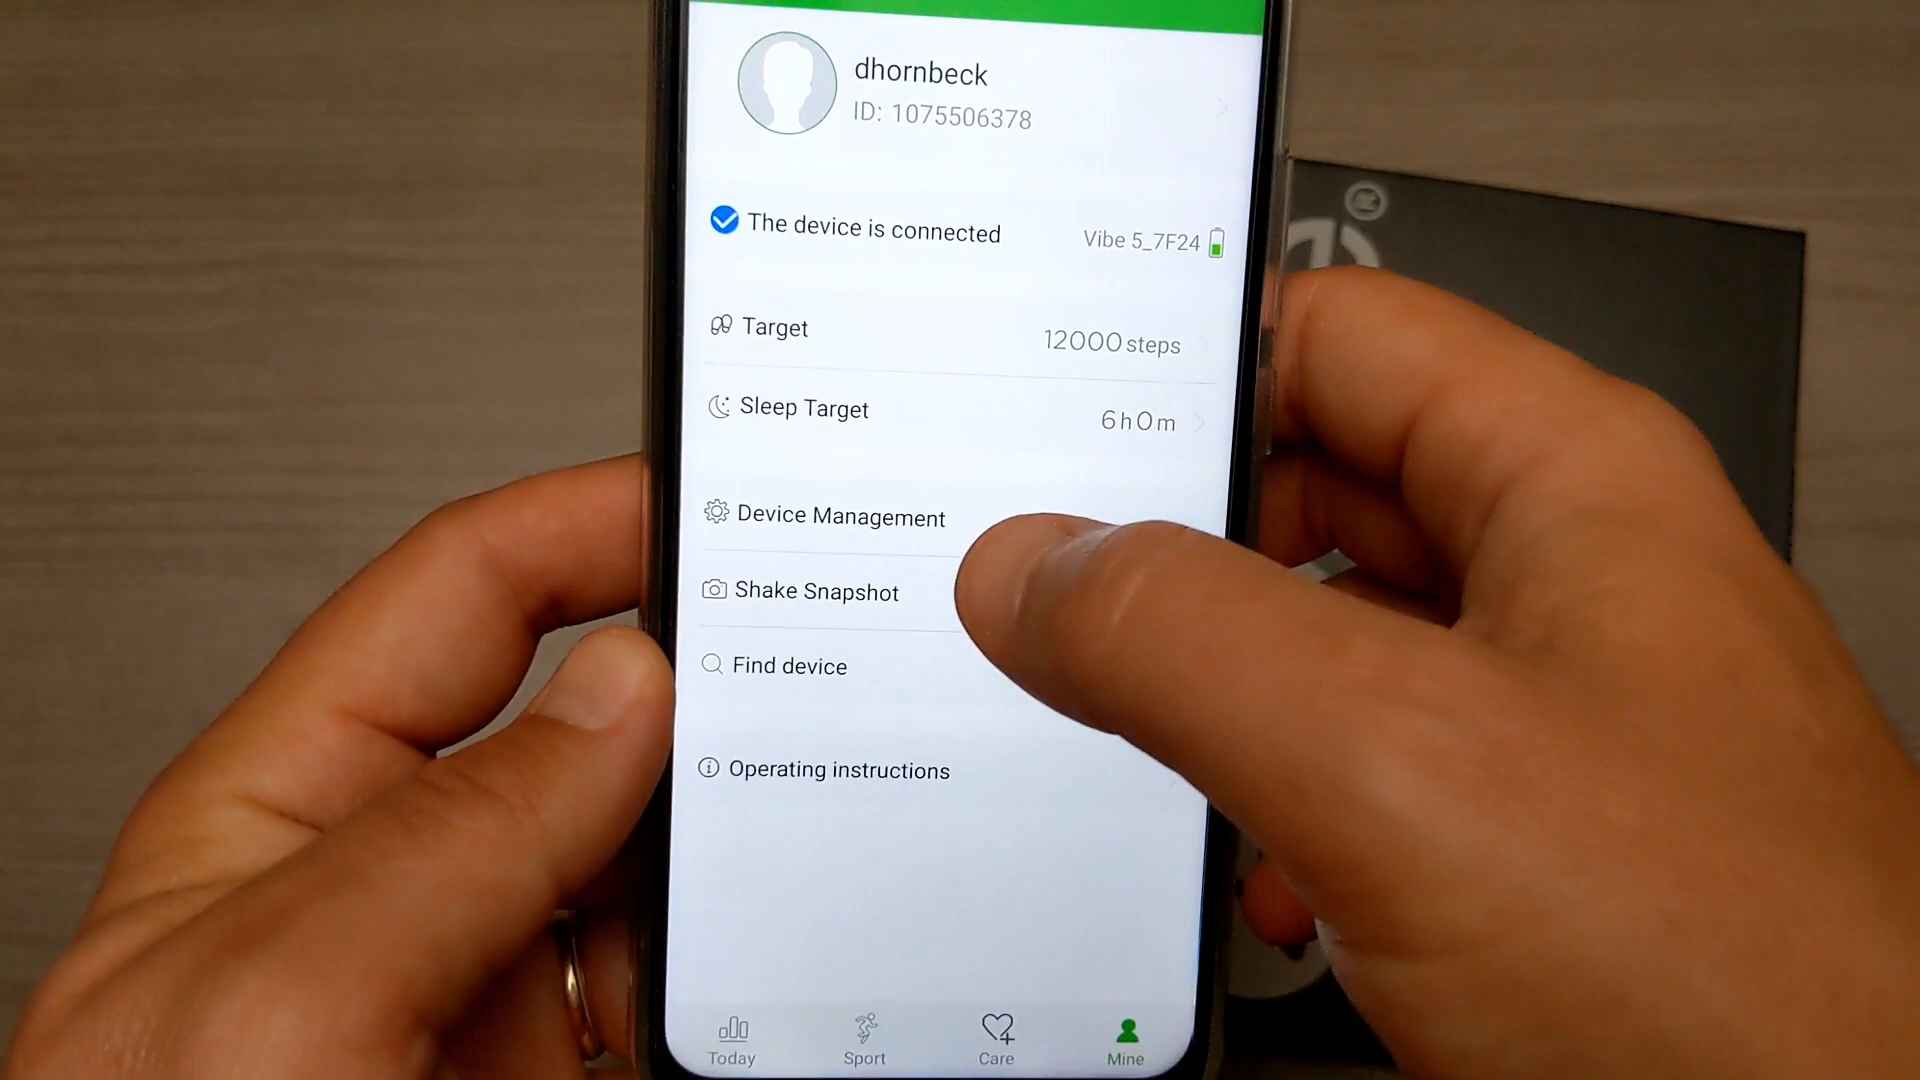 dhornbeck
ID: 1075506378
The device is connected
Vibe 5_7F24
Target
12000 steps
Sleep Target
6h0m
Device Management
Shake Snapshot
Find device
Operating instructions
Today
Sport
Care
Mine